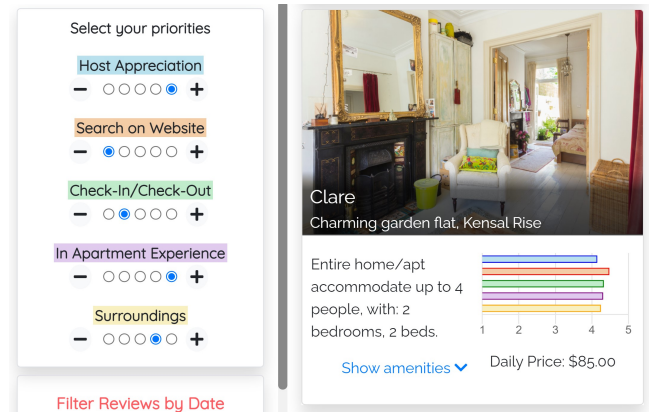 Select your priorities
Host Appreciation
Search on Website
Check-In/Check-Out
In Apartment Experience
Surroundings
Filter Reviews by Date
Clare
Charming garden flat, Kensal Rise
Entire home/apt
accommodate up to 4
people, with: 2
bedrooms, 2 beds.
Show amenities
1 2 3 4 5
Daily Price: $85.00